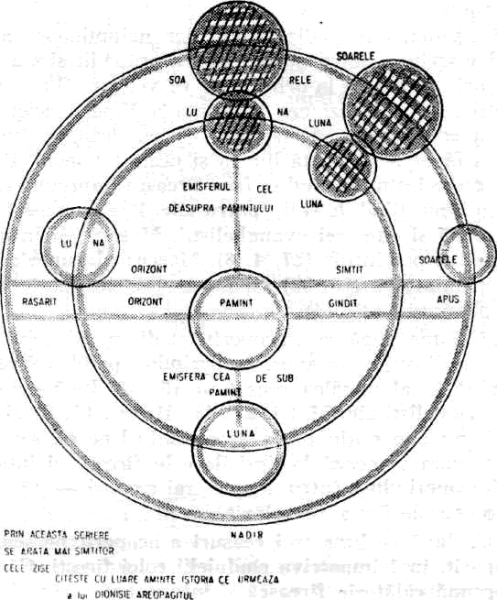 SOARELE
SOA RELE
LU NA
LUNA
EMISFERUL CEL
DEASUPRA PAMINTULUI
LUNA
LU NA
SOARELE
ORIZONT SIMTIT
RASARIT ORIZONT PAMINT GINDIT APUS
EMISFERA CEA DE SUB
PAMINT
LUNA
NADIR
PRIN ACEASTA SCRIERE
SE ARATA MAI SIMTITOR
CELE ZISE
CITESTE CU LUARE AMINTE ISTORIA CE URMEAZA
a lui DIONISIE AREOPAGITUL